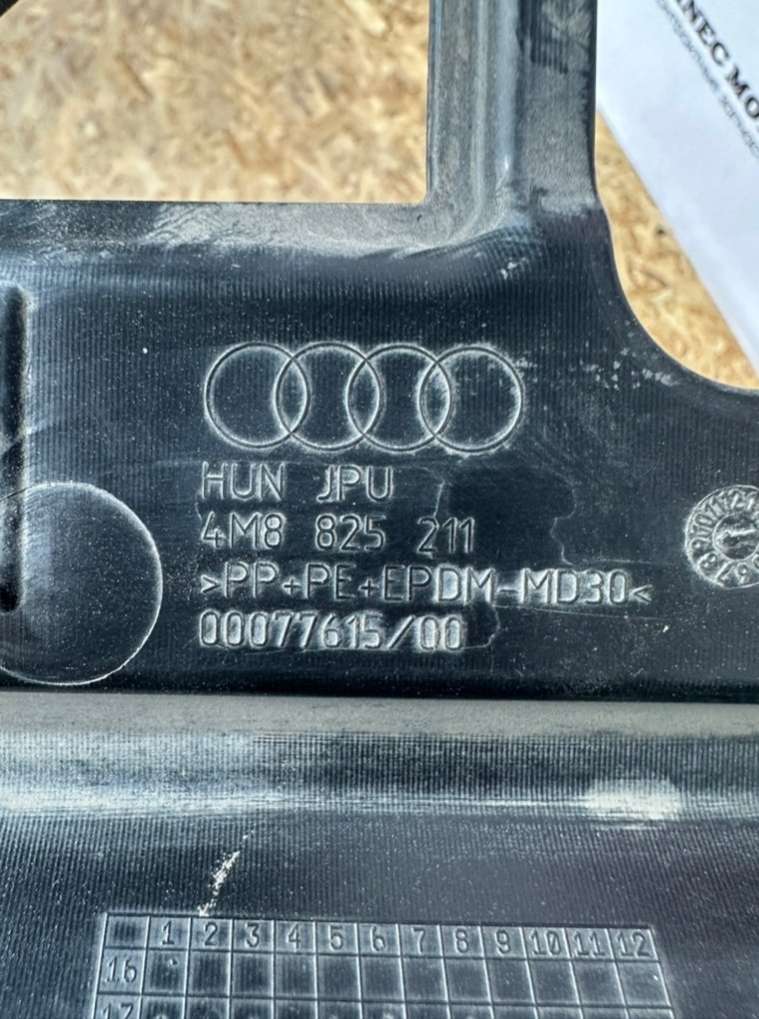 HUN JPU
4M8 825 211
>PP+PE+EPDM-MD30<
00077615/00
1 2 3 4 5 6 7 8 9 10 11 12
16
17